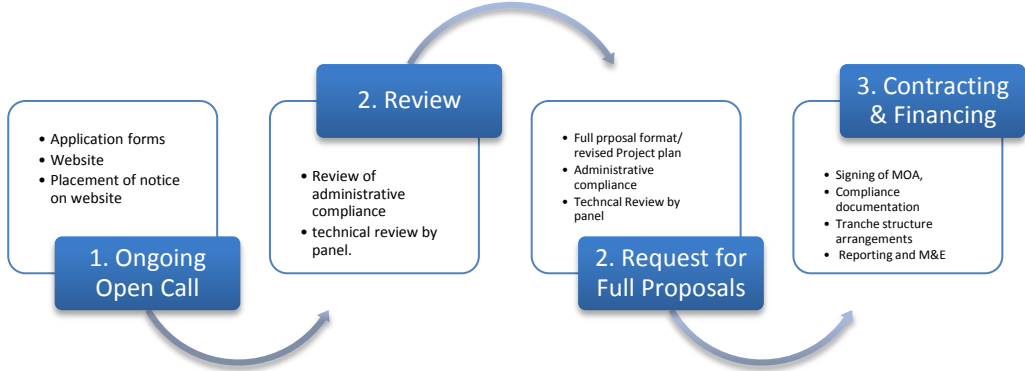 • Application forms
• Website
• Placement of notice
on website
1. Ongoing
Open Call
2. Review
• Review of
administrative
compliance
• technical review by
panel.
• Full prposal format/
revised Project plan
• Administrative
compliance
• Techncal Review by
panel
2. Request for
Full Proposals
3. Contracting
& Financing
• Signing of MOA,
• Compliance
documentation
• Tranche structure
arrangements
• Reporting and M&E